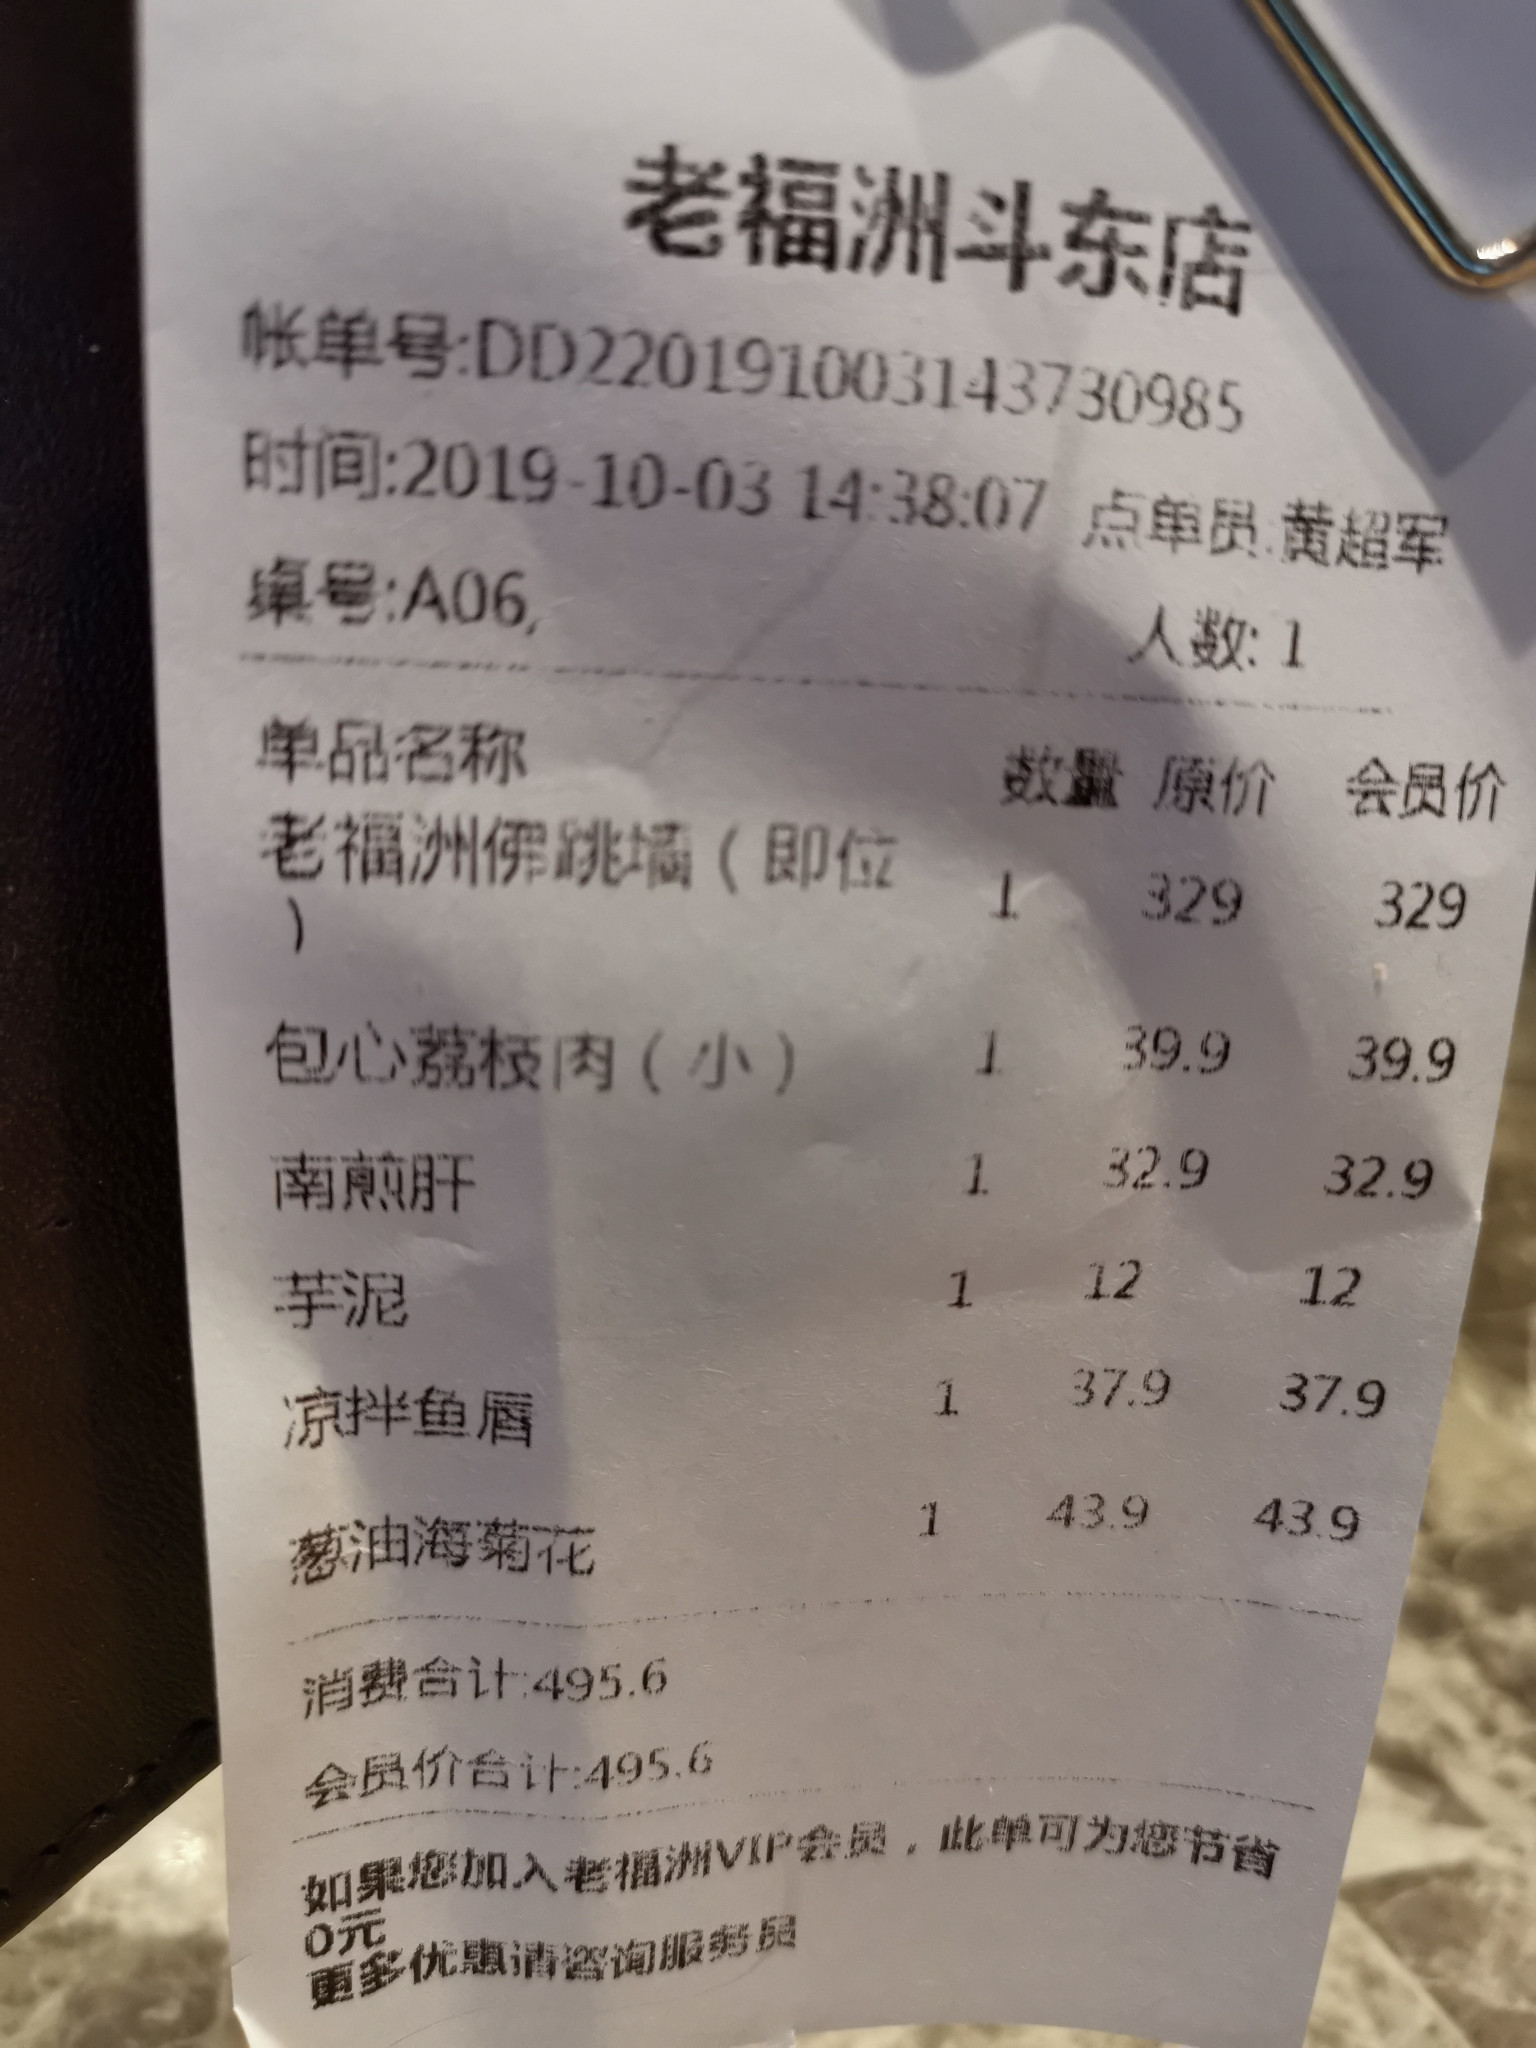 老福洲斗东店
帐单号:DD220191003143730985
时间:2019-10-03 14:38:07 点单员:黄超军
桌号:A06, 人数: 1
单品名称 数量 原价 会员价
老福洲佛跳墙(即位 1 329 329
)
包心荔枝肉(小) 1 39.9 39.9
南煎肝 1 32.9 32.9
芋泥 1 12 12
凉拌鱼唇 1 37.9 37.9
葱油海菊花 1 43.9 43.9
消费合计:495.6
会员价合计:495.6
如果您加入老福洲VIP会员，此单可为您节省
0元
更多优惠请咨询服务员